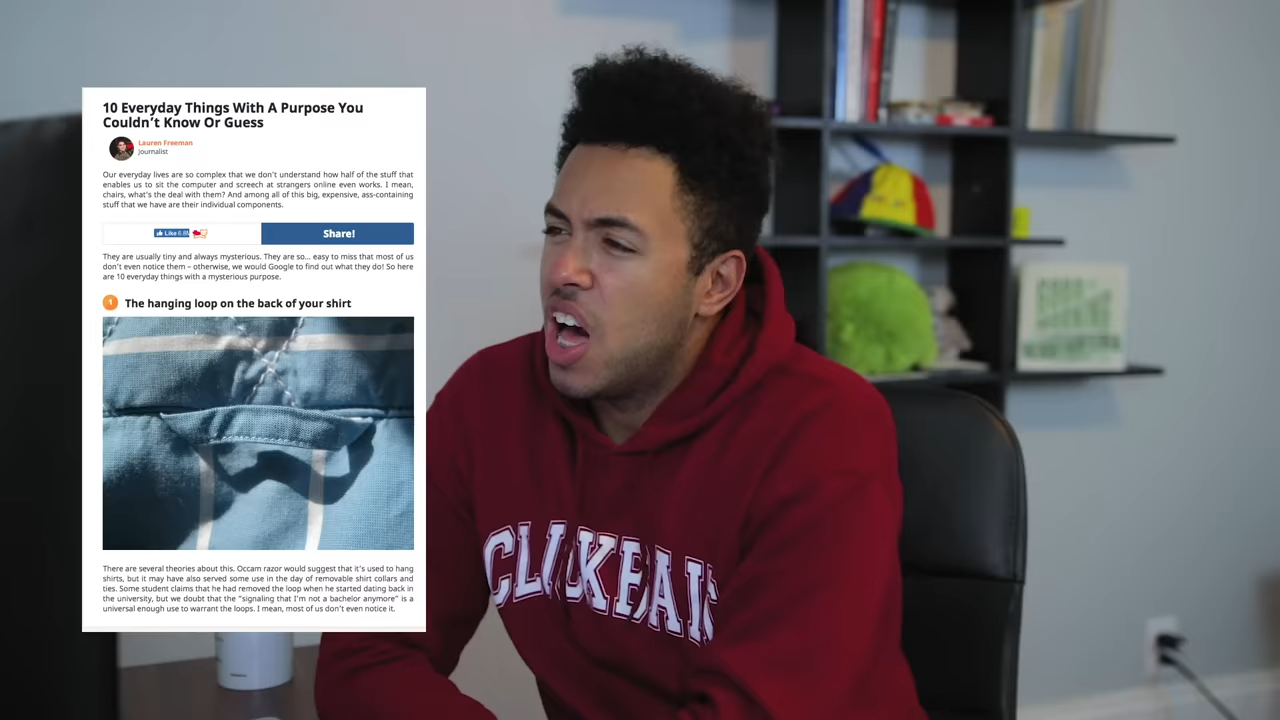 10 Everyday Things With A Purpose You
Couldn’t Know Or Guess
Lauren Freeman
Journalist
Our everyday lives are so complex that we don’t understand how half of the stuff that
enables us to sit the computer and screech at strangers online even works. I mean,
chairs, what’s the deal with them? And among all of this big, expensive, ass-containing
stuff that we have are their individual components.
Like
Share!
They are usually tiny and always mysterious. They are so… easy to miss that most of us
don’t even notice them – otherwise, we would Google to find out what they do! So here
are 10 everyday things with a mysterious purpose.
1 The hanging loop on the back of your shirt
There are several theories about this. Occam razor would suggest that it’s used to hang
shirts, but it may have also served some use in the day of removable shirt collars and
ties. Some student claims that he had removed the loop when he started dating back in
the university, but we doubt that the “signaling that I’m not a bachelor anymore” is a
universal enough use to warrant the loops. I mean, most of us don’t even notice it.
CLICKBAIT